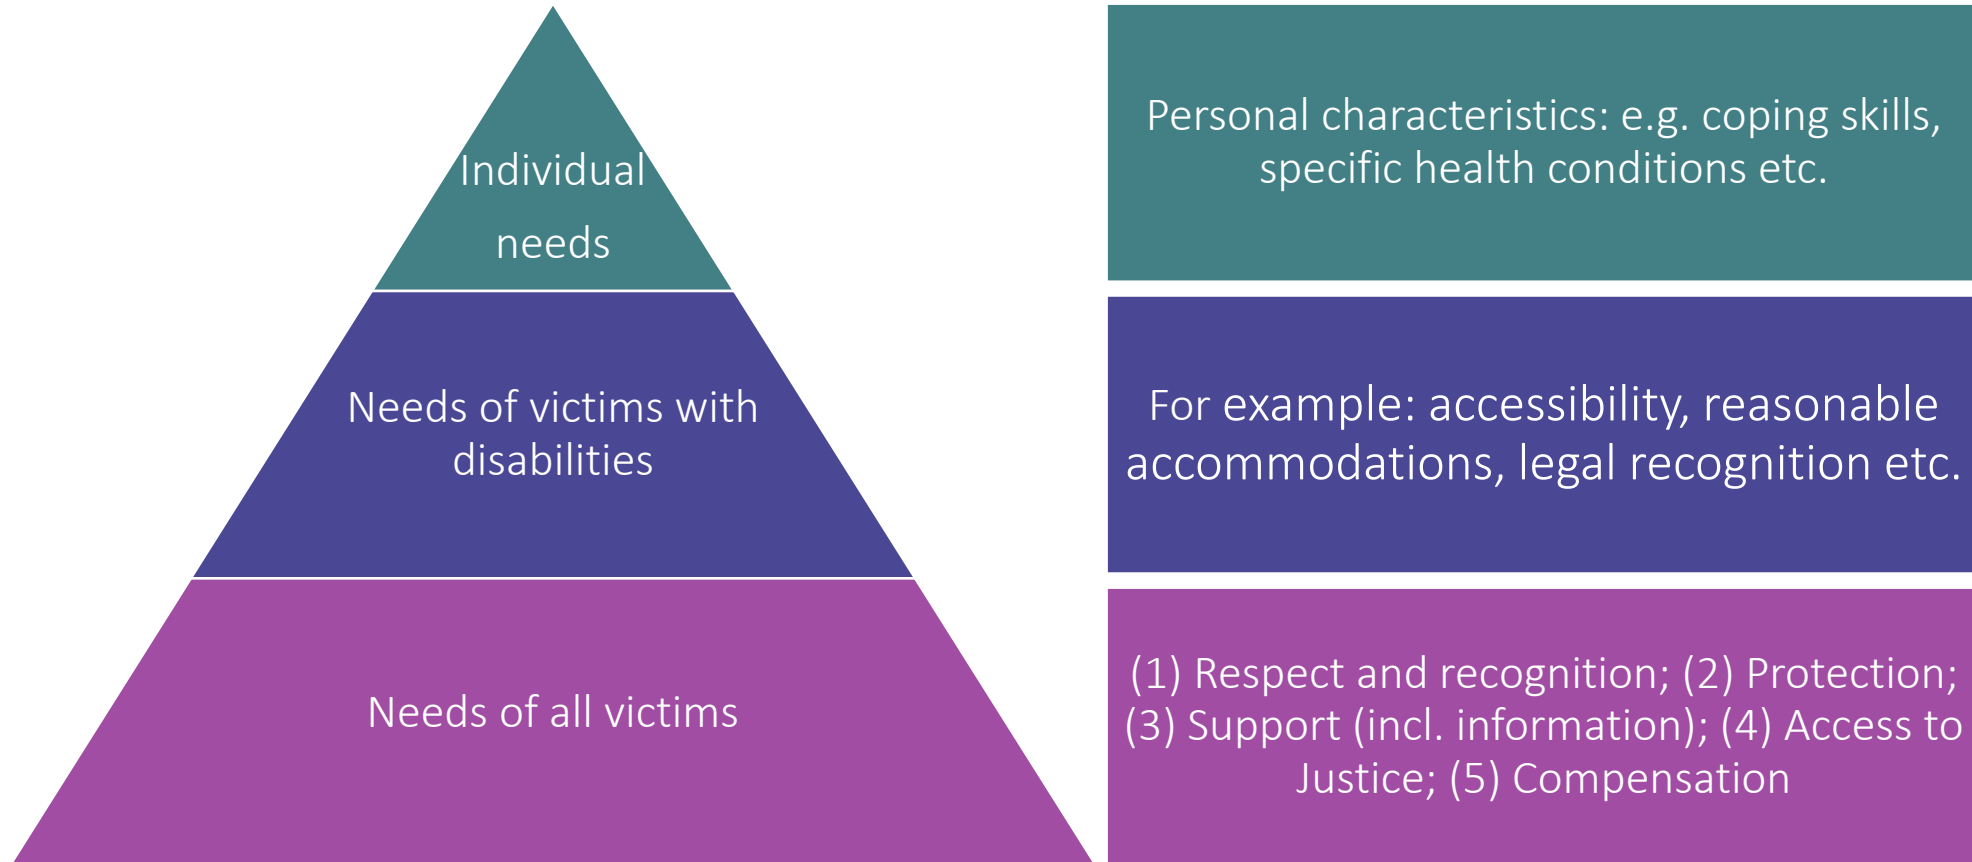 Individual
needs
Personal characteristics: e.g. coping skills,
specific health conditions etc.
Needs of victims with
disabilities
For example: accessibility, reasonable
accommodations, legal recognition etc.
Needs of all victims
(1) Respect and recognition; (2) Protection;
(3) Support (incl. information); (4) Access to
Justice; (5) Compensation